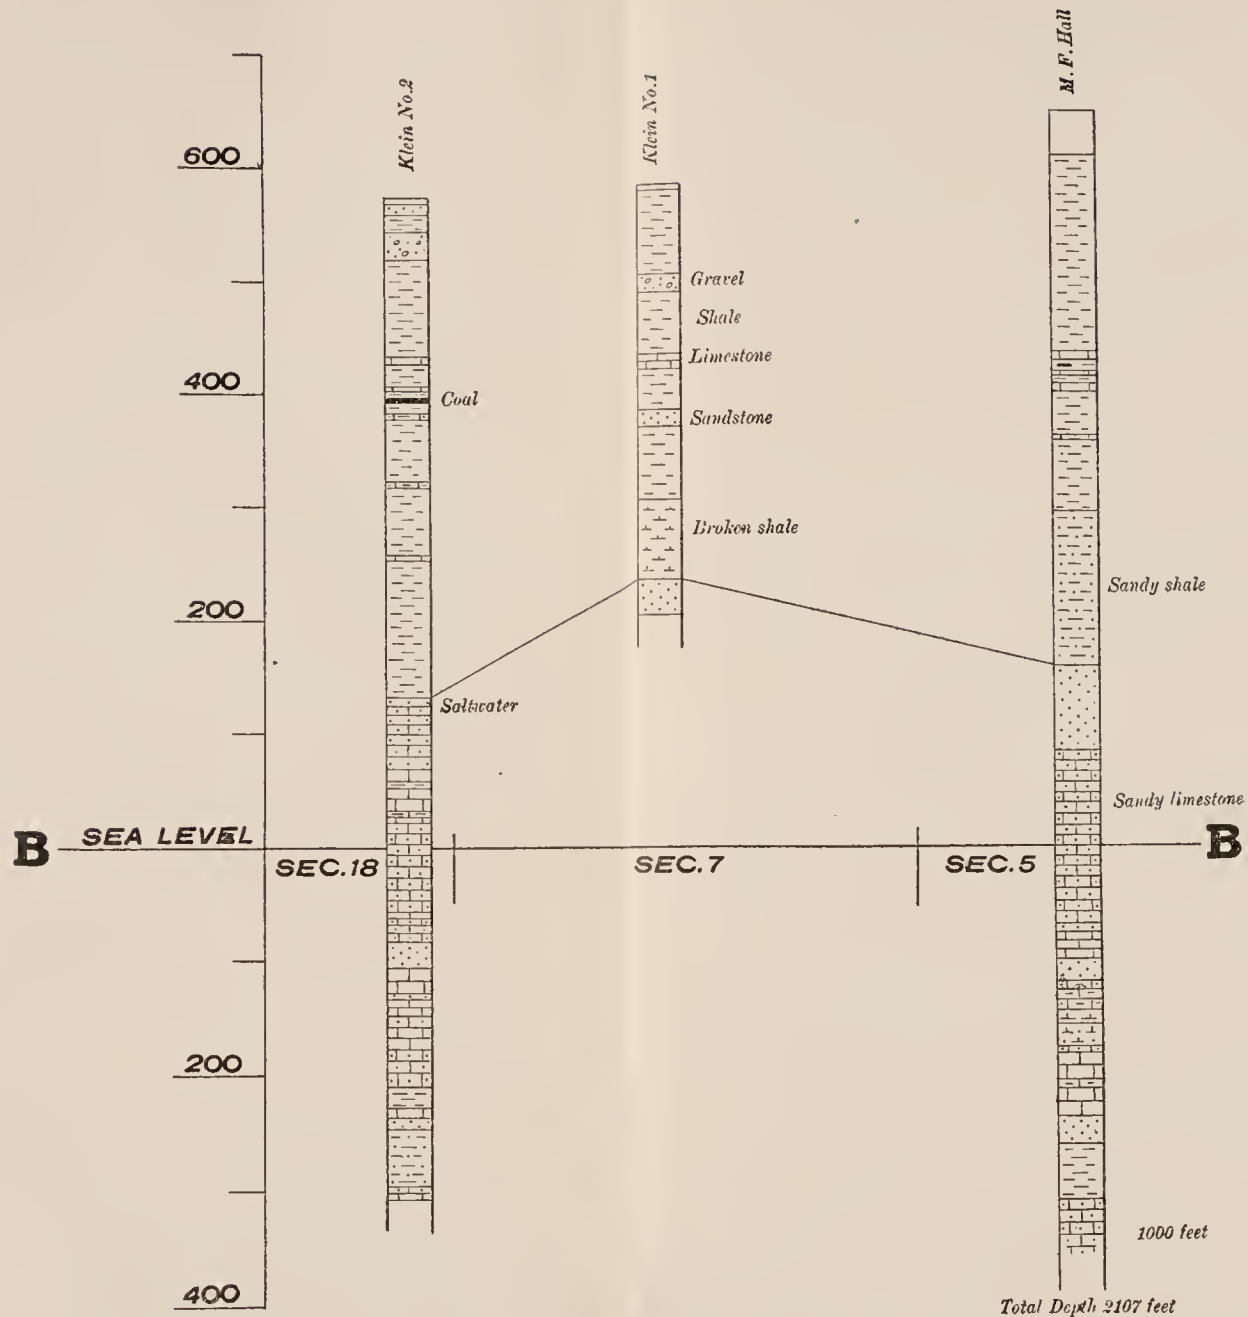 M. F. Hall
Klein No.2
Klein No.1
600
Gravel
Shale
Limestone
400
Coal
Sandstone
Broken shale
Sandy shale
200
Saltwater
Sandy limestone
B SEA LEVEL B
SEC. 18 SEC. 7 SEC. 5
200
1000 feet
400
Total Depth 2107 feet